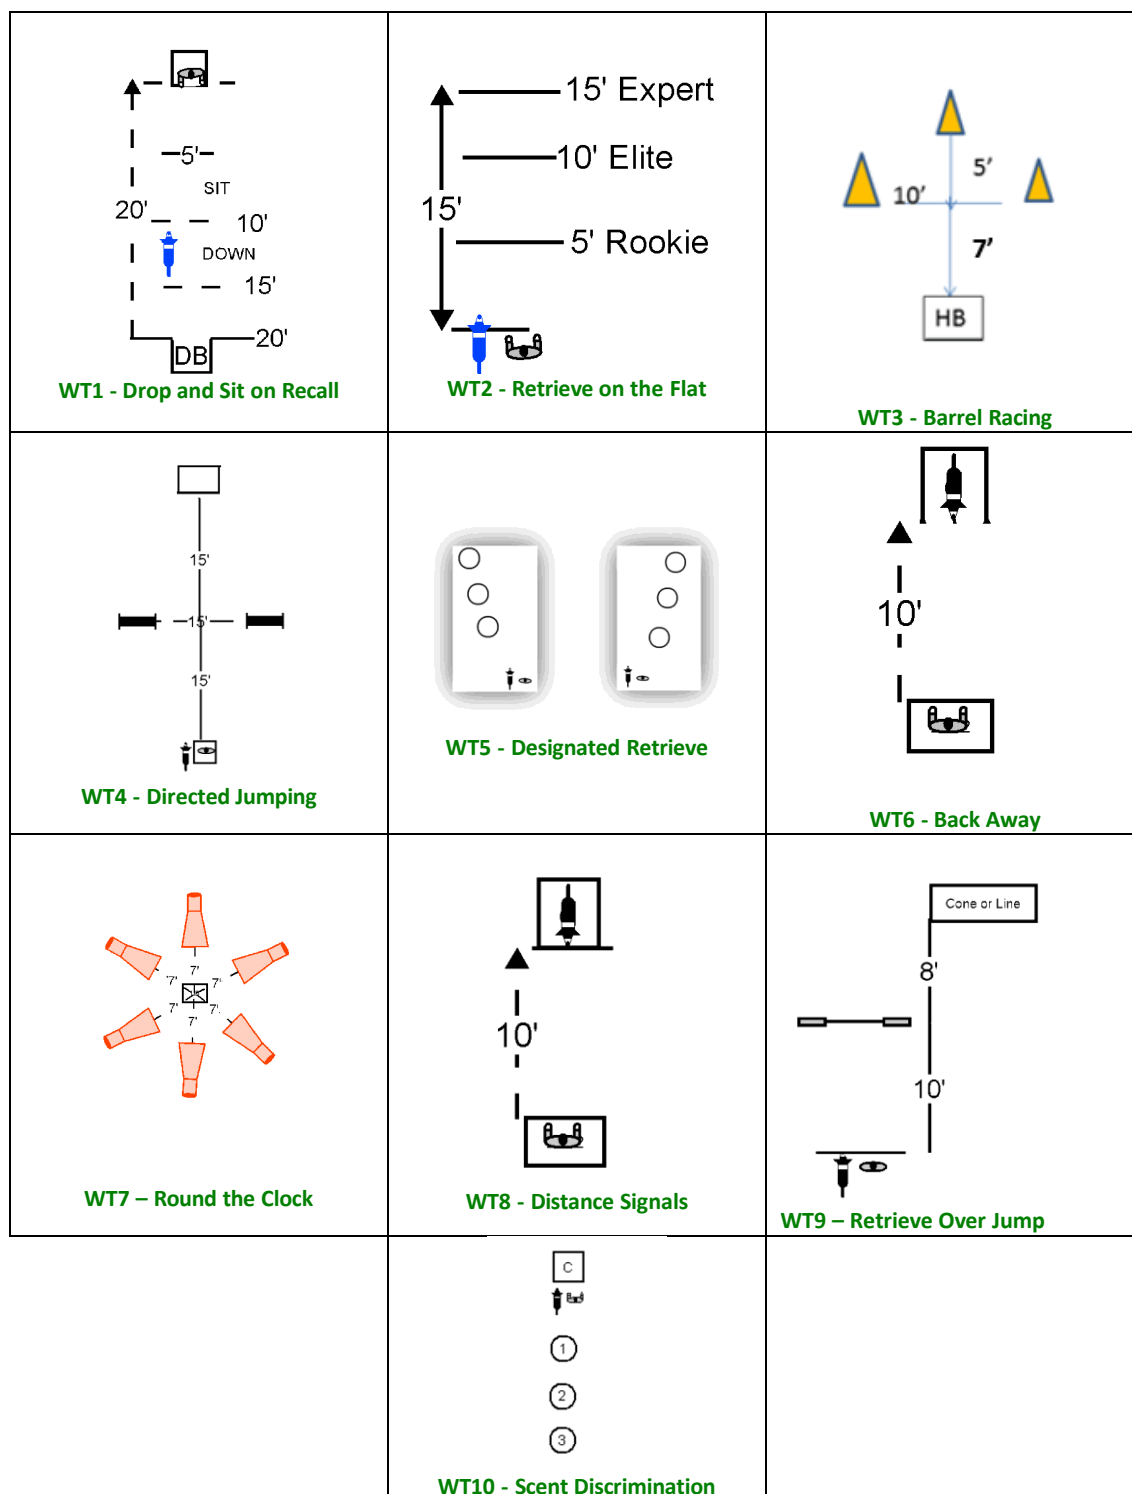 5'
SIT
20'
10'
DOWN
15'
20'
DB
WT1 - Drop and Sit on Recall
15' Expert
10' Elite
15'
5' Rookie
WT2 - Retrieve on the Flat
5'
10'
7'
HB
WT3 - Barrel Racing
15'
15'
15'
WT4 - Directed Jumping
WT5 - Designated Retrieve
10'
WT6 - Back Away
7'
7'
7'
7'
7'
7'
WT7 – Round the Clock
10'
WT8 - Distance Signals
Cone or Line
8'
10'
WT9 – Retrieve Over Jump
C
1
2
3
WT10 - Scent Discrimination